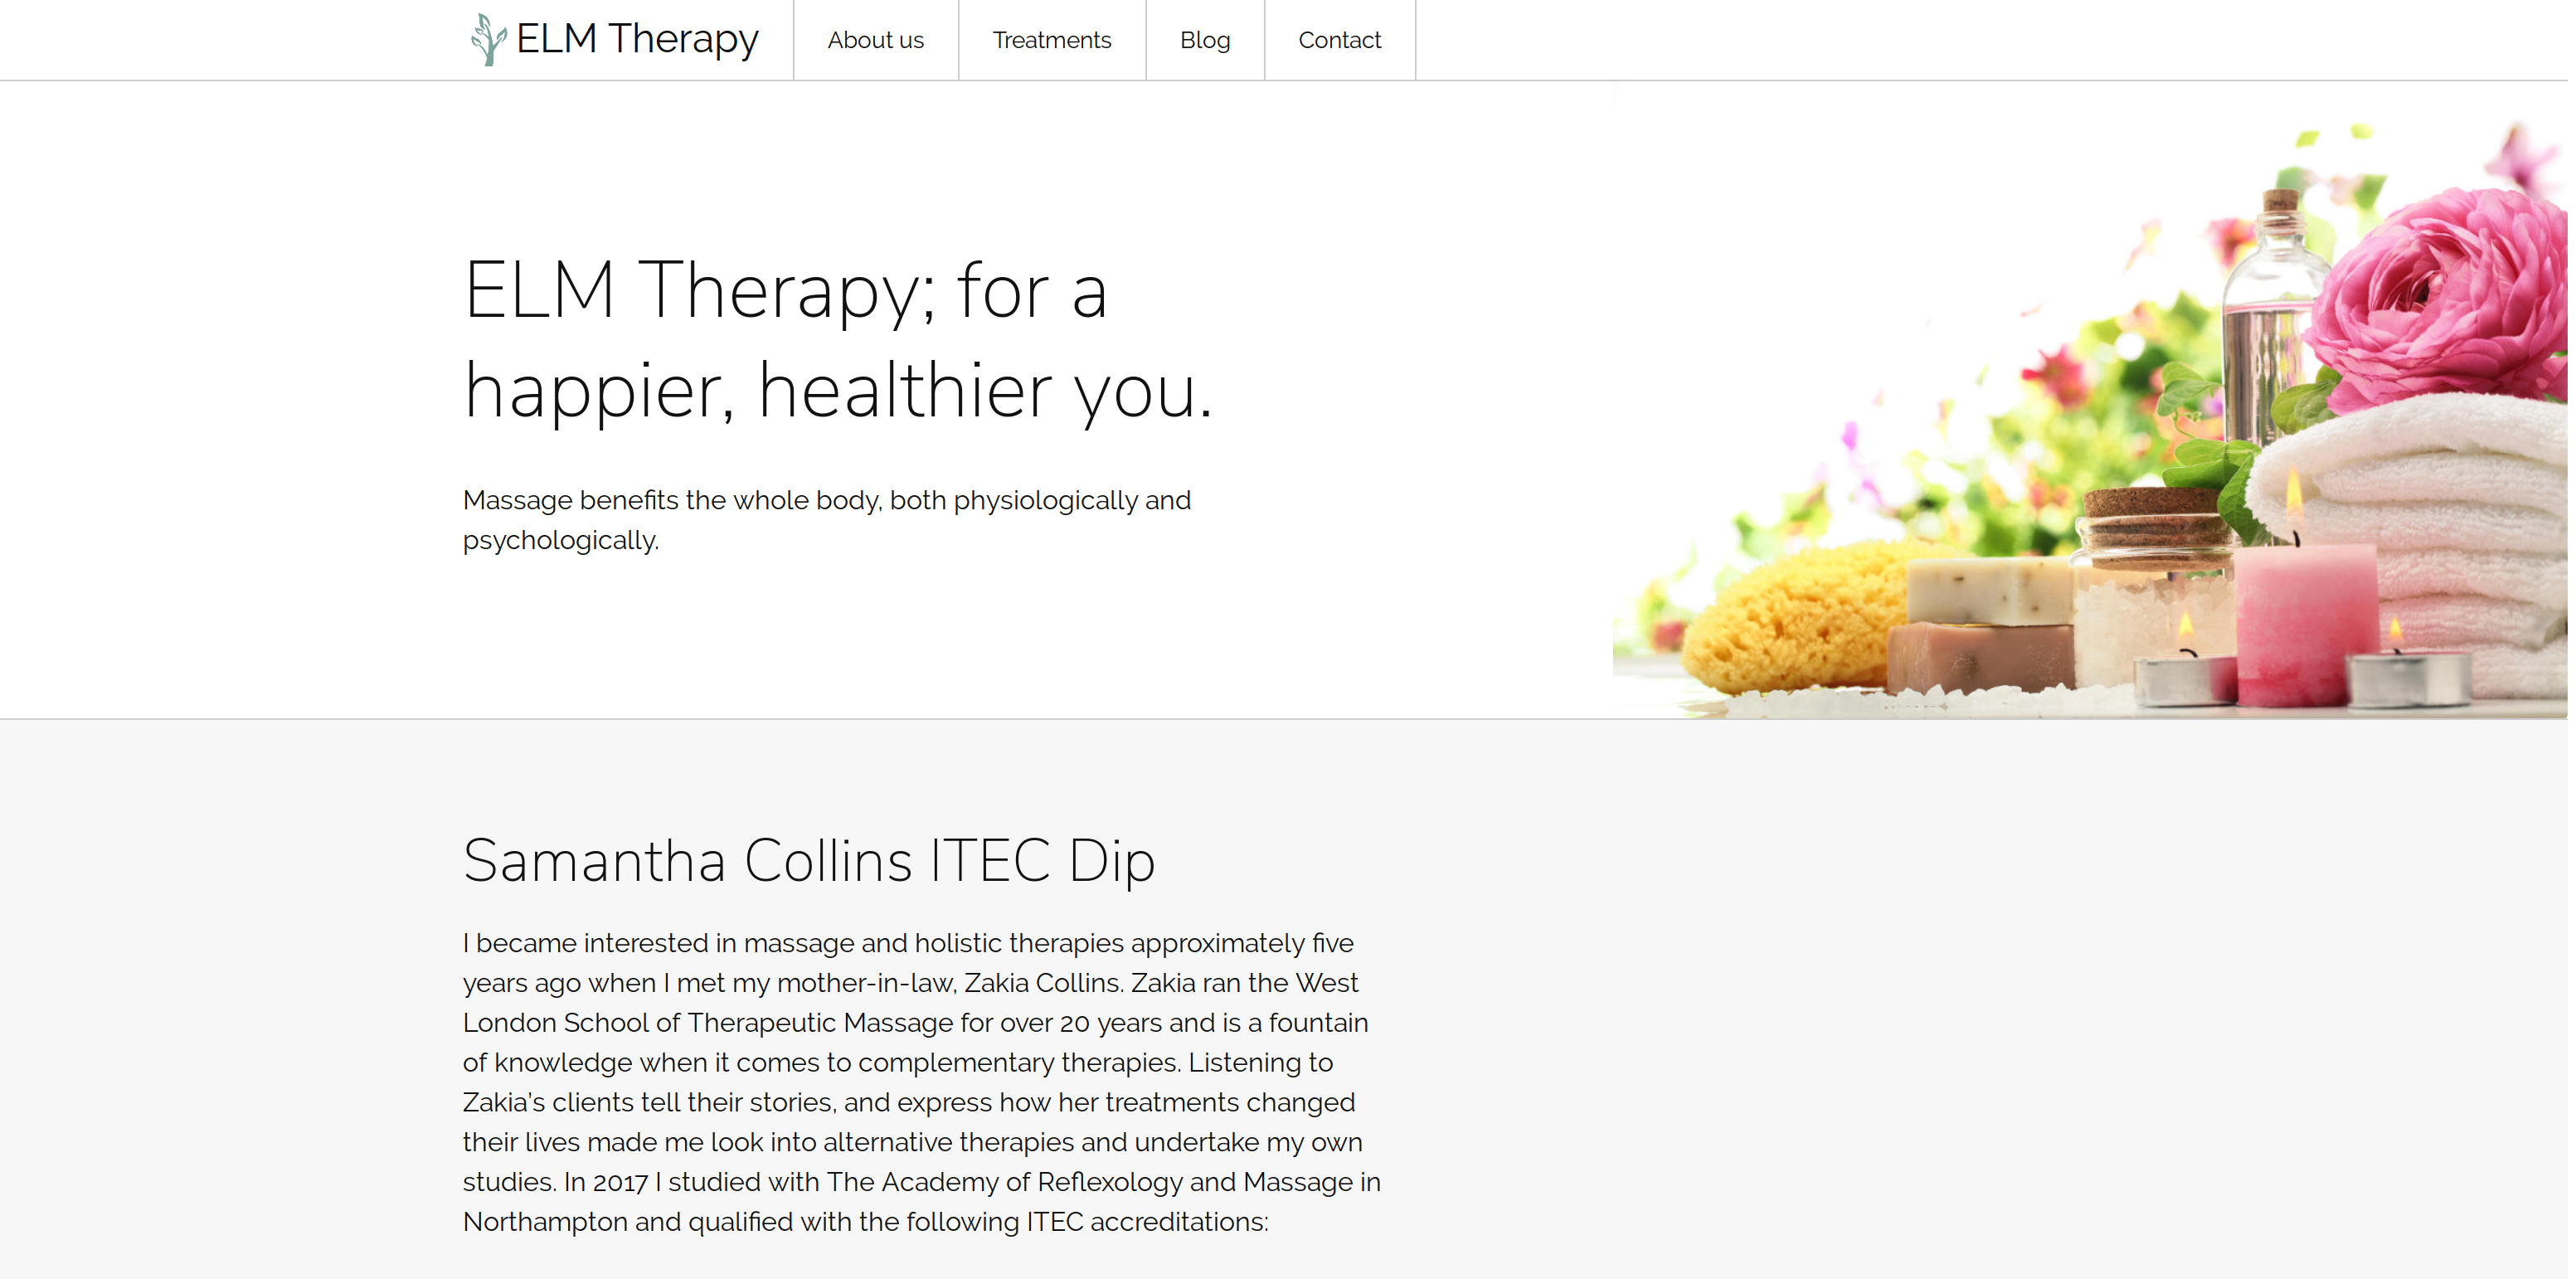 ELM Therapy
About us
Treatments
Blog
Contact
ELM Therapy; for a
happier, healthier you.
Massage benefits the whole body, both physiologically and
psychologically.
Samantha Collins ITEC Dip
I became interested in massage and holistic therapies approximately five
years ago when I met my mother-in-law, Zakia Collins. Zakia ran the West
London School of Therapeutic Massage for over 20 years and is a fountain
of knowledge when it comes to complementary therapies. Listening to
Zakia's clients tell their stories, and express how her treatments changed
their lives made me look into alternative therapies and undertake my own
studies. In 2017 I studied with The Academy of Reflexology and Massage in
Northampton and qualified with the following ITEC accreditations: